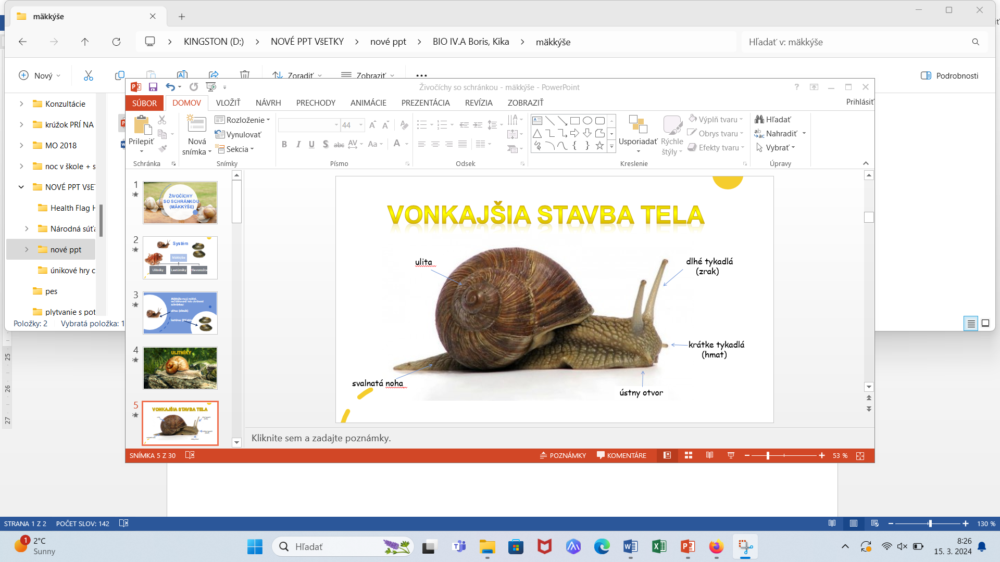 mäkkýše
KINGSTON (D:)
NOVÉ PPT VšETKY
nové ppt
BIO IV.A Boris, Kika
mäkkýše
Hľadať v: mäkkýše
Nový
Zoradiť
Zobraziť
Podrobnosti
Konzultácie
krúžok PRÍ NA
MO 2018
noc v škole + s
NOVÉ PPT VšE
Health Flag H
Národná súťa
nové ppt
únikové hry c
pes
plytvanie s pot
Položky: 2
Vybratá položka: 1
Živočíchy so schránkou - mäkkýše - PowerPoint
?
SÚBOR
DOMOV
VLOŽIŤ
NÁVRH
PRECHODY
ANIMÁCIE
PREZENTÁCIA
REVÍZIA
ZOBRAZIŤ
Prihlásiť
Prilepiť
Nová
snímka
Rozloženie
Vynulovať
Sekcia
44
B I U S abc AV Aa A
Usporiadať
Rýchle
štýly
Výplň tvaru
Obrys tvaru
Efekty tvaru
Hľadať
Nahradiť
Vybrať
Schránka
Snímky
Písmo
Odsek
Kreslenie
Úpravy
1
ŽIVOČÍCHY
SO SCHRÁNKOU
(MÄKKÝŠE)
2
Systém
Mäkkýše
Ulitníky
Lastúrniky
Hlavonožce
3
4
ULITNÍKY
5
VONKAJŠIA STAVBA TELA
VONKAJŠIA STAVBA TELA
ulita
dlhé tykadlá
(zrak)
krátke tykadlá
(hmat)
svalnatá noha
ústny otvor
Kliknite sem a zadajte poznámky.
SNÍMKA 5 Z 30
POZNÁMKY
KOMENTÁRE
53 %
25
26
27
STRANA 1 Z 2
POČET SLOV: 142
130 %
1
2°C
Sunny
Hľadať
8:26
15. 3. 2024